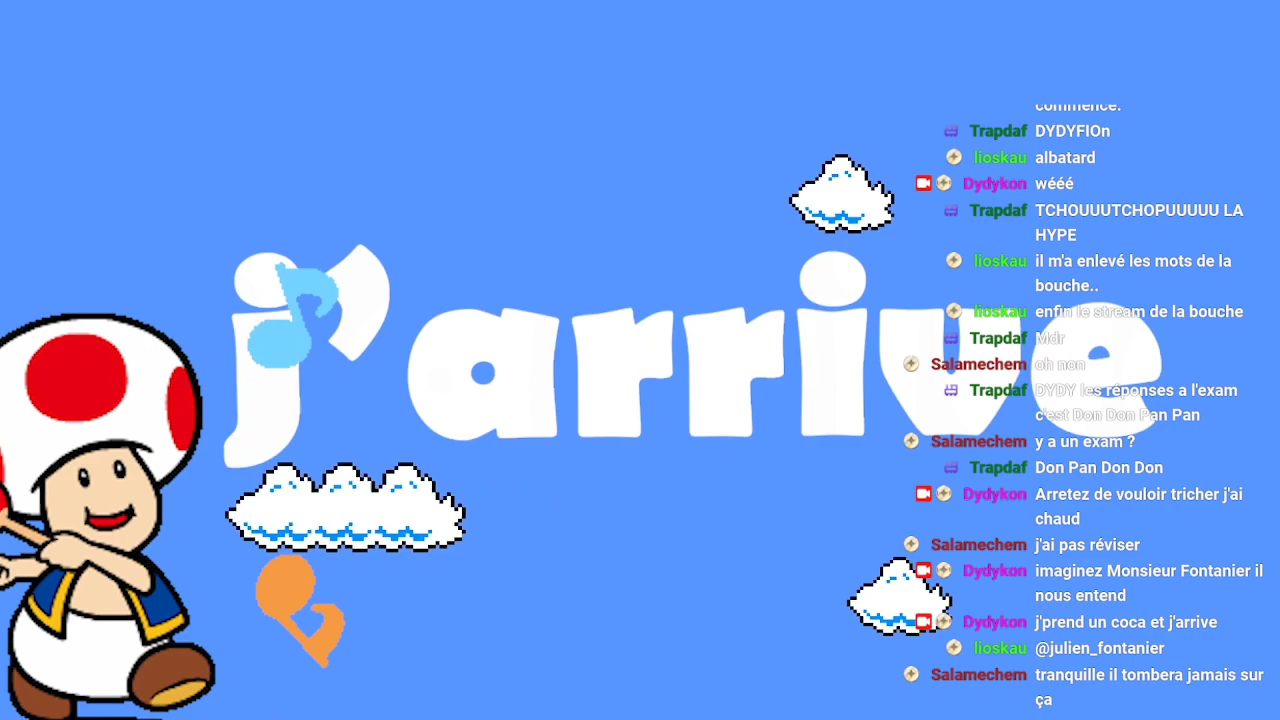 j'arrive
commence.
Trapdaf DYDYFIOn
lioskau albatard
Dydykon wééé
Trapdaf TCHOUUUTCHOPUUUUU LA
HYPE
lioskau il m'a enlevé les mots de la
bouche..
lioskau enfin le stream de la bouche
Trapdaf Mdr
Salamechem oh non
Trapdaf DYDY les réponses a l'exam
c'est Don Don Pan Pan
Salamechem y a un exam ?
Trapdaf Don Pan Don Don
Dydykon Arretez de vouloir tricher j'ai
chaud
Salamechem j'ai pas réviser
Dydykon imaginez Monsieur Fontanier il
nous entend
Dydykon j'prend un coca et j'arrive
lioskau @julien_fontanier
Salamechem tranquille il tombera jamais sur
ça